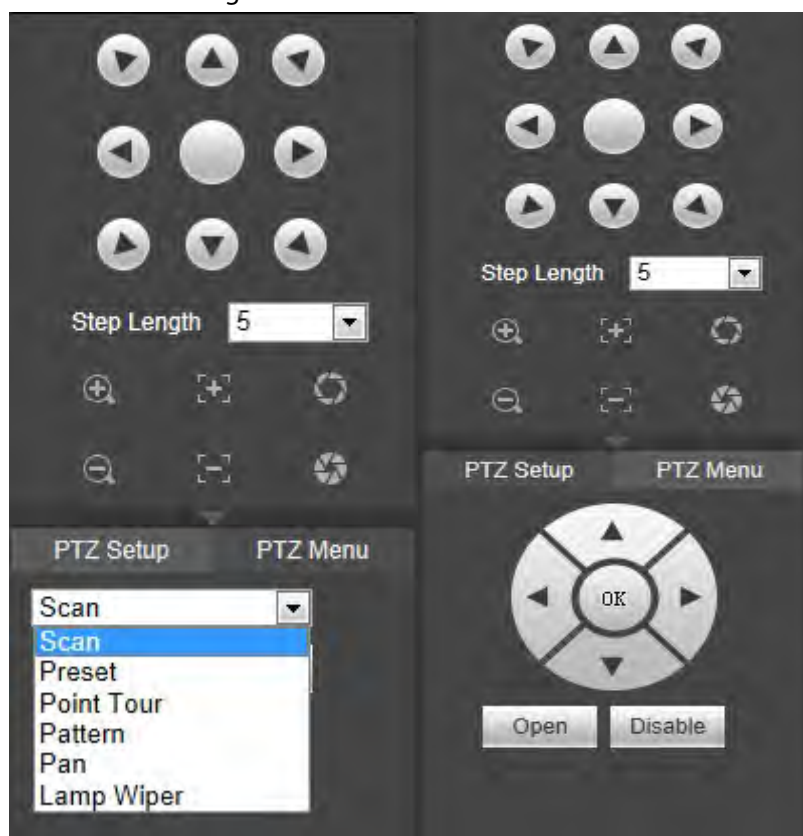 Step Length 5
PTZ Setup PTZ Menu
Scan
Scan
Preset
Point Tour
Pattern
Pan
Lamp Wiper
Step Length 5
PTZ Setup PTZ Menu
OK
Open Disable